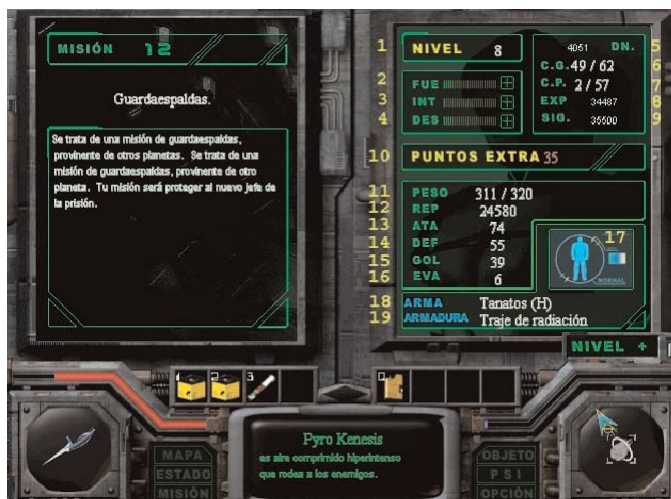 MISIÓN 12
Guardaespaldas.
Se trata de una misión de guardaespaldas,
provinente de otros planetas. Se trata de una
misión de guardaespaldas, provinente de otro
planeta. Tu misión será proteger al nuevo jefe de
la prisión.
1 NIVEL 8
4051 DN. 5
C.G. 49 / 62 6
2 FUE
C.P. 2 / 57 7
3 INT
EXP 34487 8
4 DES
SIG. 35500 9
10 PUNTOS EXTRA 35
11 PESO 311 / 320
12 REP 24580
13 ATA 74
14 DEF 55
15 GOL 39
16 EVA 6
17
NORMAL
18 ARMA Tanatos (H)
19 ARMADURA Traje de radiación
NIVEL +
1 2 3
0
Pyro Kenesis
es aire comprimido hiperintenso
que rodea a los enemigos.
MAPA
ESTADO
MISIÓN
OBJETO
PSI
OPCIÓN